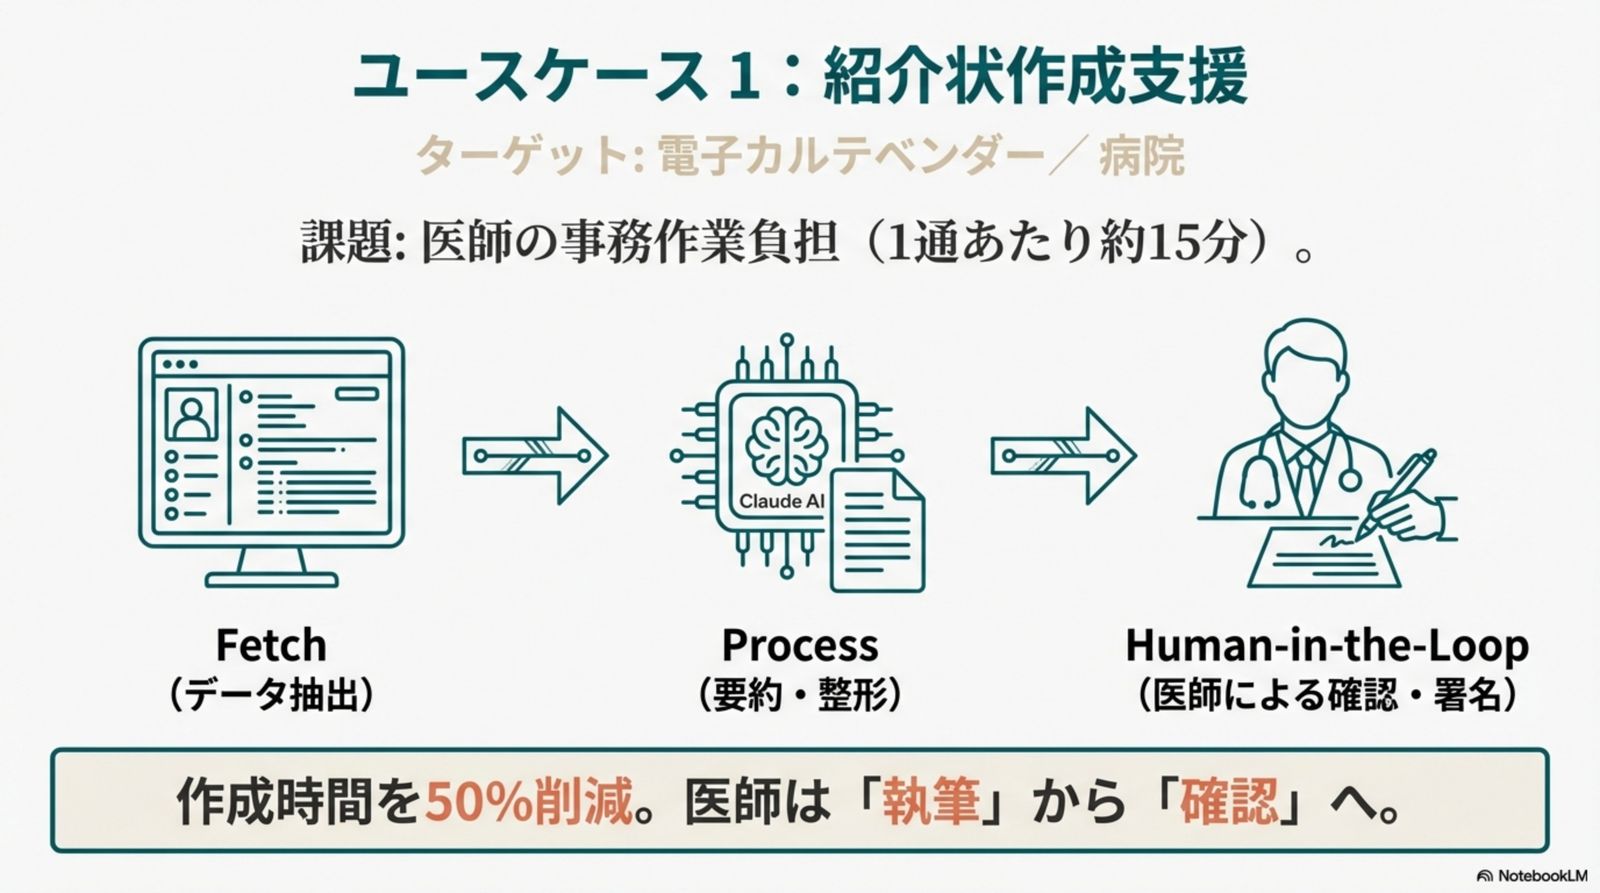 ユースケース 1：紹介状作成支援
ターゲット: 電子カルテベンダー／ 病院
課題: 医師の事務作業負担（1通あたり約15分）。
Claude AI
Fetch
（データ抽出）
Process
（要約・整形）
Human-in-the-Loop
（医師による確認・署名）
作成時間を50%削減。医師は「執筆」から「確認」へ。
NotebookLM